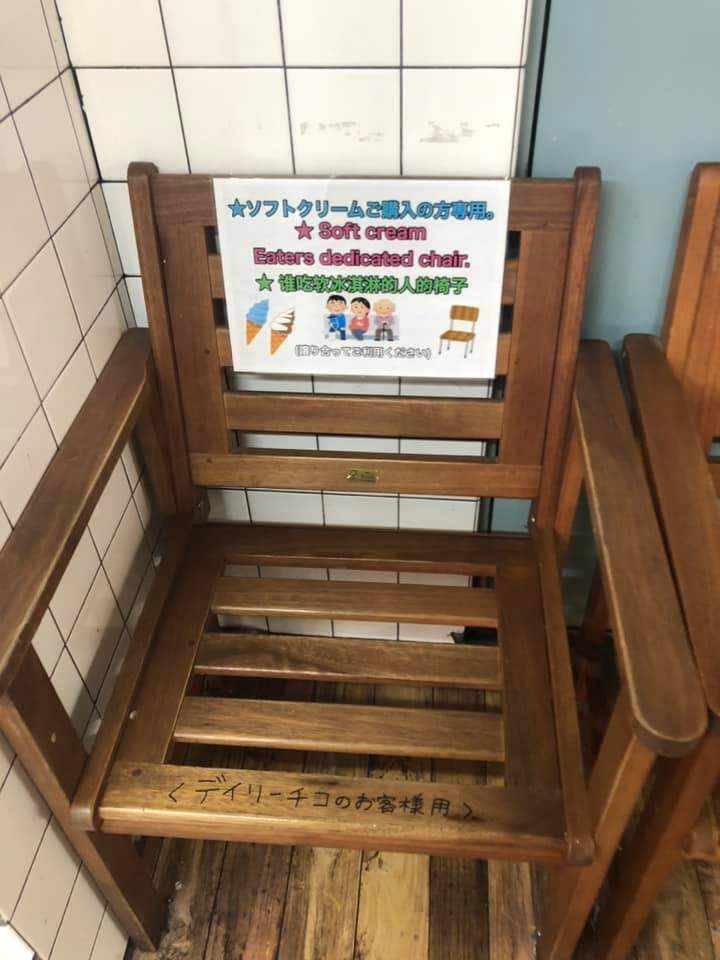 ★ソフトクリームご購入の方専用。
★ Soft cream
Eaters dedicated chair.
★ 谁吃软冰淇淋的人的椅子
(譲り合ってご利用ください)
<デイリーチコのお客様用>